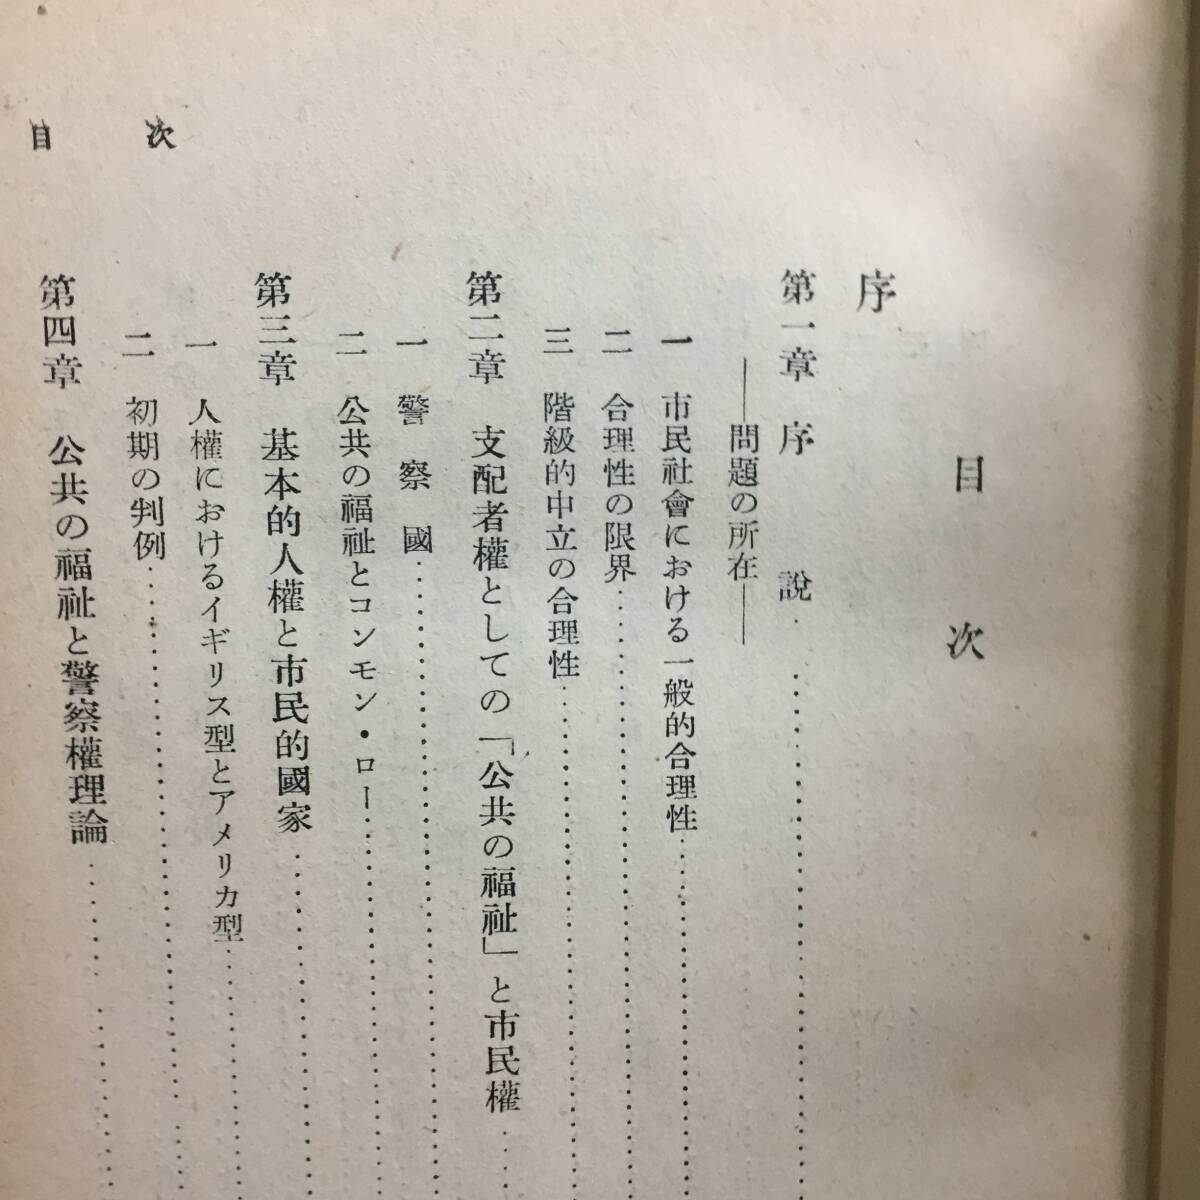 目次
序
第一章 序説
――問題の所在――
一 市民社會における一般的合理性
二 合理性の限界
三 階級的中立の合理性
第二章 支配者權としての「公共の福祉」と市民權
一 警察國
二 公共の福祉とコンモン・ロー
第三章 基本的人權と市民的國家
一 人權におけるイギリス型とアメリカ型
二 初期の判例
第四章 公共の福祉と警察權理論
目次